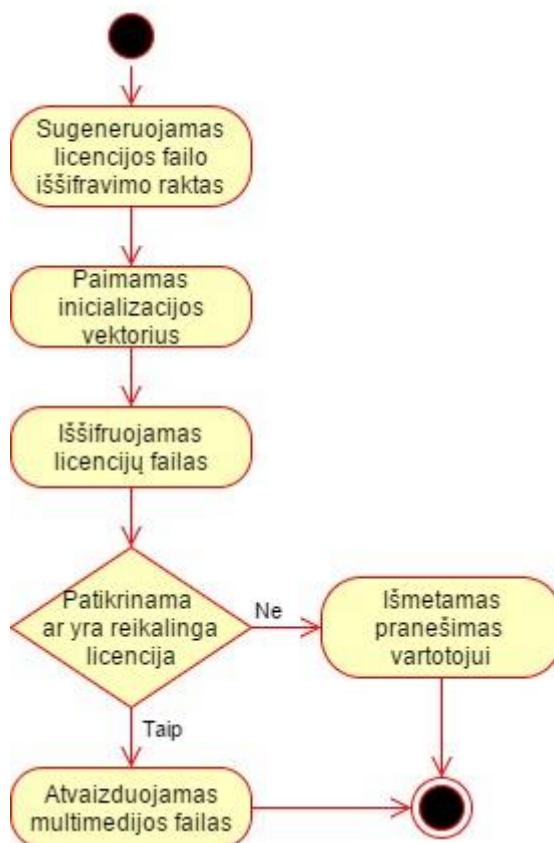 Sugeneruojamas
licencijos failo
iššifravimo raktas
Paimamas
inicializacijos
vektorius
Iššifruojamas
licencijų failas
Patikrinama
ar yra reikalinga
licencija
Ne
Išmetamas
pranešimas
vartotojui
Taip
Atvaizduojamas
multimedijos failas